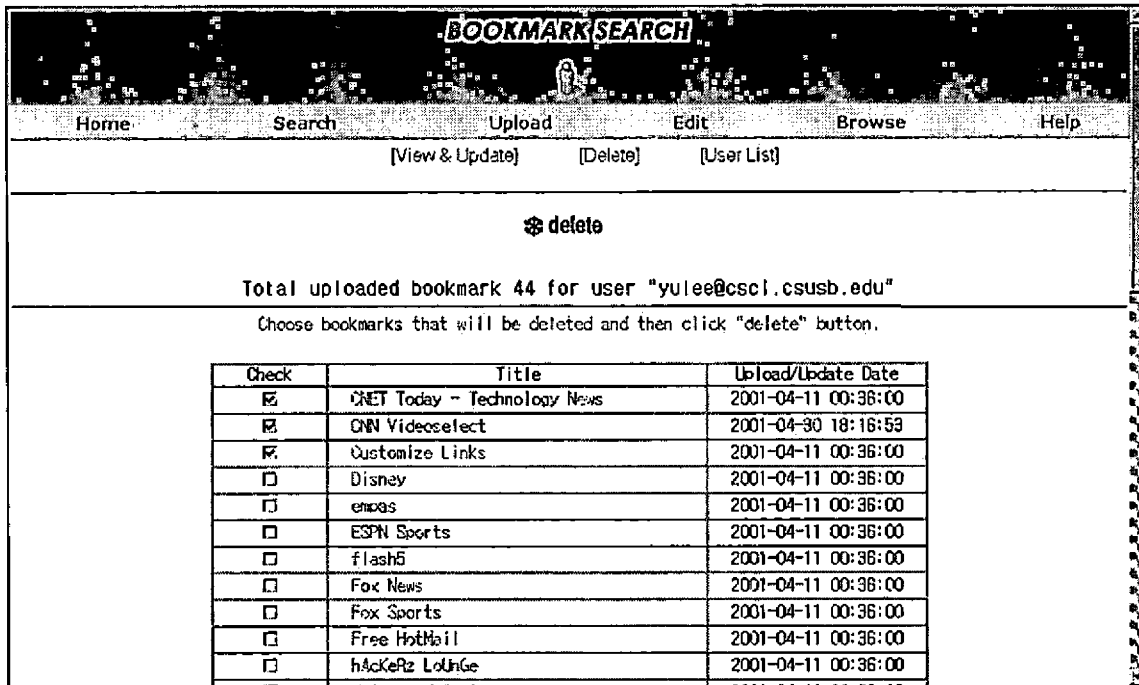 BOOKMARK SEARCH
Home Search Upload Edit Browse Help
[View & Update] [Delete] [User List]
delete
Total uploaded bookmark 44 for user "yulee@csci.csusb.edu"
Choose bookmarks that will be deleted and then click "delete" button.
Check Title Upload/Update Date
CNET Today - Technology News 2001-04-11 00:36:00
CNN Videoselect 2001-04-30 18:16:53
Customize Links 2001-04-11 00:36:00
Disney 2001-04-11 00:36:00
empas 2001-04-11 00:36:00
ESPN Sports 2001-04-11 00:36:00
flash5 2001-04-11 00:36:00
Fox News 2001-04-11 00:36:00
Fox Sports 2001-04-11 00:36:00
Free HotMail 2001-04-11 00:36:00
hAcKeRz LoUnGe 2001-04-11 00:36:00